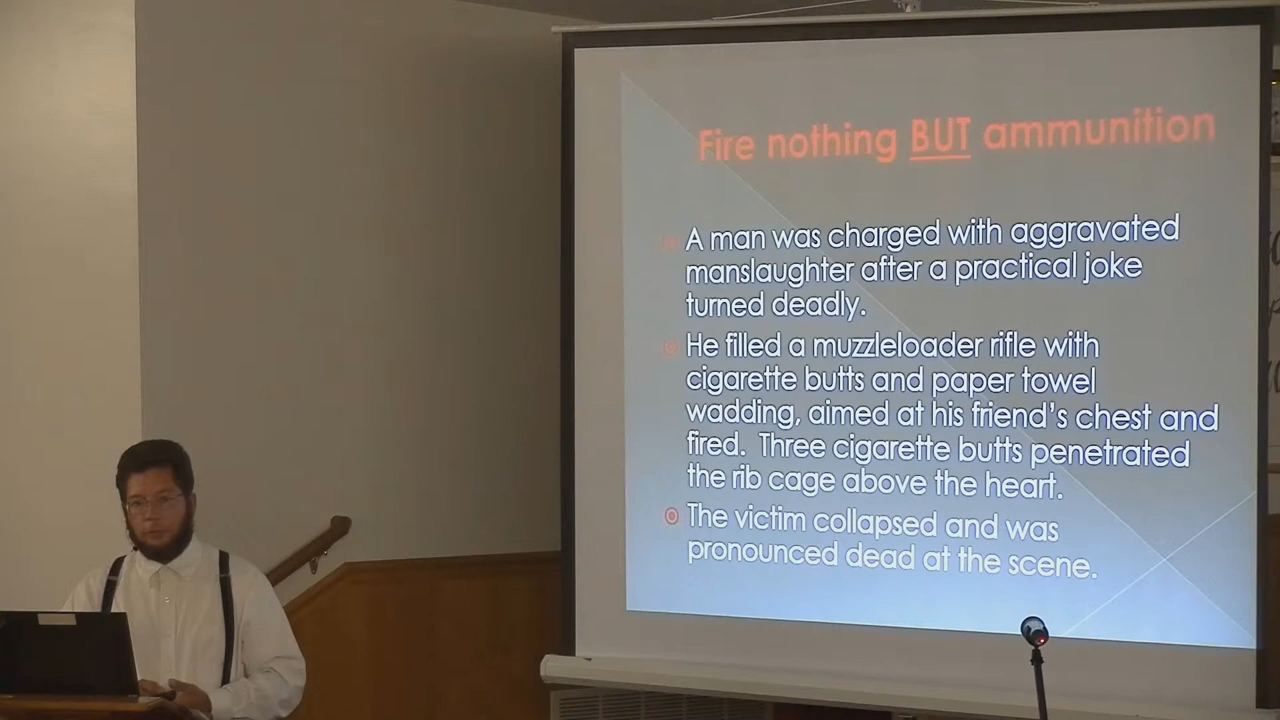 Fire nothing BUT ammunition
A man was charged with aggravated
manslaughter after a practical joke
turned deadly.
He filled a muzzleloader rifle with
cigarette butts and paper towel
wadding, aimed at his friend's chest and
fired.  Three cigarette butts penetrated
the rib cage above the heart.
The victim collapsed and was
pronounced dead at the scene.